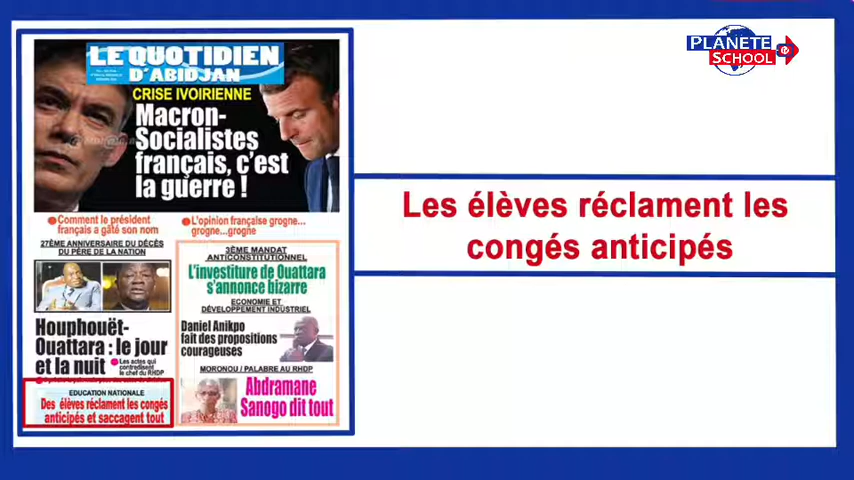 PLANETE
SCHOOL
LE QUOTIDIEN
D'ABIDJAN
CRISE IVOIRIENNE
Macron-
Socialistes
français, c'est
la guerre !
Comment le président
français a gâté son nom
L'opinion française grogne...
grogne...grogne
27ÈME ANNIVERSAIRE DU DÉCÈS
DU PÈRE DE LA NATION
Houphouët-
Ouattara : le jour
et la nuit
Les actes qui
contredisent
le chef du RHDP
3ÈME MANDAT
ANTICONSTITUTIONNEL
L'investiture de Ouattara
s'annonce bizarre
ECONOMIE ET
DÉVELOPPEMENT INDUSTRIEL
Daniel Anikpo
fait des propositions
courageuses
MORONOU / PALABRE AU RHDP
Abdramane
Sanogo dit tout
EDUCATION NATIONALE
Des élèves réclament les congés
anticipés et saccagent tout
Les élèves réclament les
congés anticipés